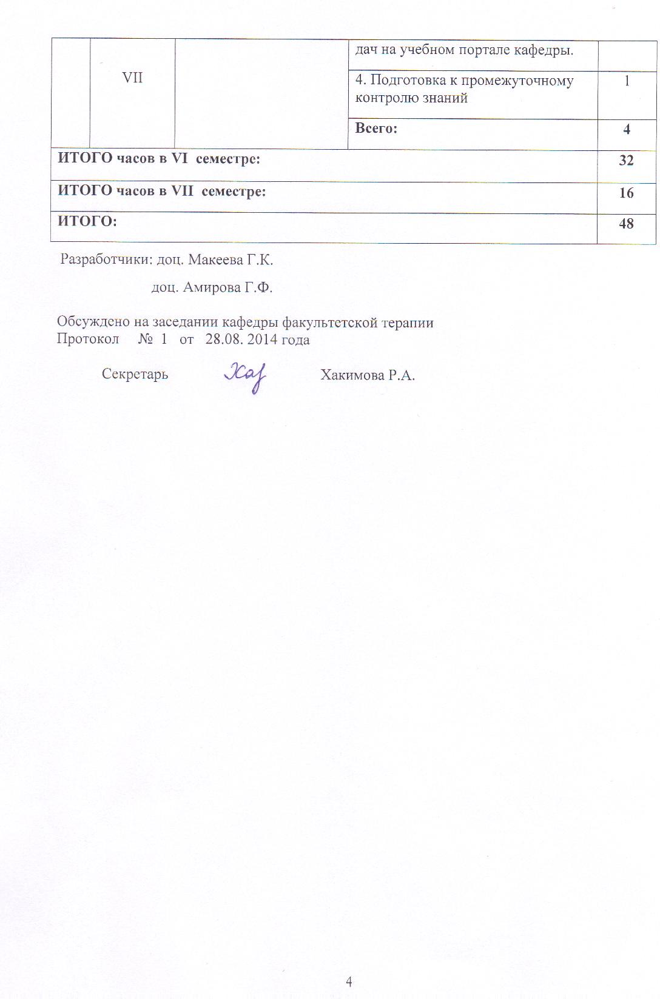 дач на учебном портале кафедры.
VII
4. Подготовка к промежуточному 1
контролю знаний
Всего: 4
ИТОГО часов в VI семестре: 32
ИТОГО часов в VII семестре: 16
ИТОГО: 48
Разработчики: доц. Макеева Г.К.
доц. Амирова Г.Ф.
Обсуждено на заседании кафедры факультетской терапии
Протокол № 1 от 28.08. 2014 года
Секретарь Хакимова Р.А.
4